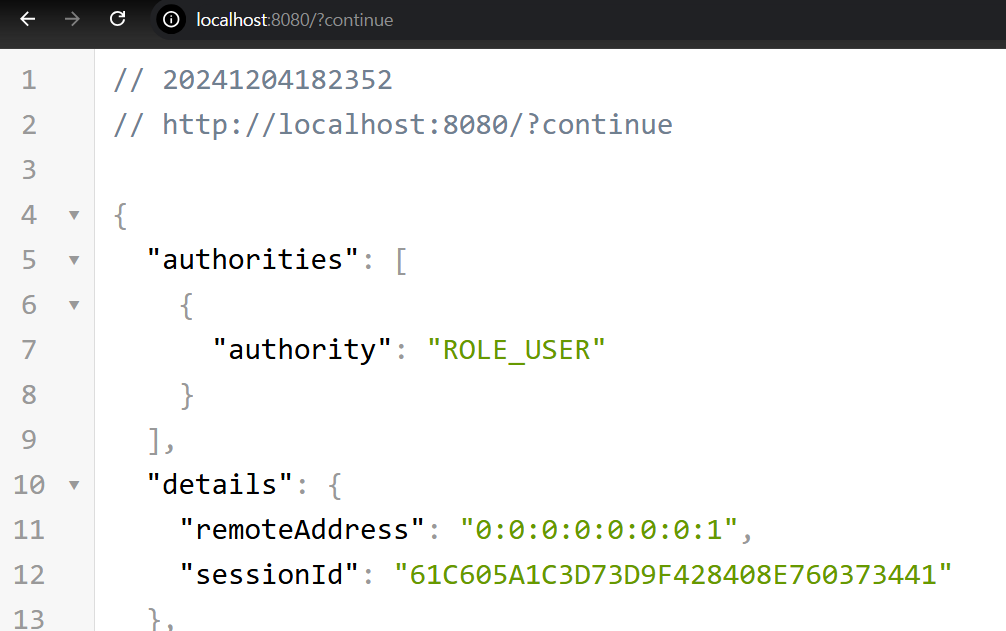 localhost:8080/?continue
1 // 20241204182352
2 // http://localhost:8080/?continue
3
4 {
5 "authorities": [
6 {
7 "authority": "ROLE_USER"
8 }
9 ],
10 "details": {
11 "remoteAddress": "0:0:0:0:0:0:0:1",
12 "sessionId": "61C605A1C3D73D9F428408E760373441"
13 },